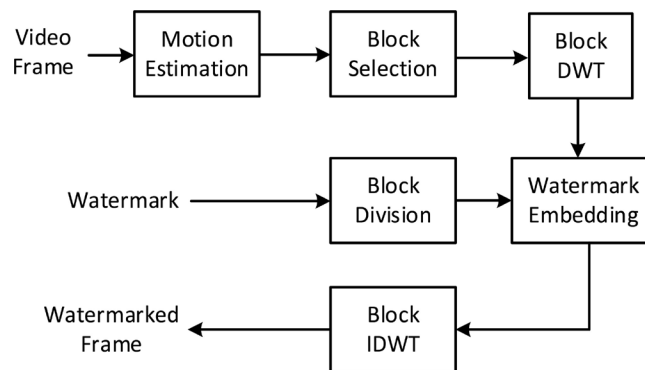 Video
Frame
Motion
Estimation
Block
Selection
Block
DWT
Watermark
Block
Division
Watermark
Embedding
Watermarked
Frame
Block
IDWT